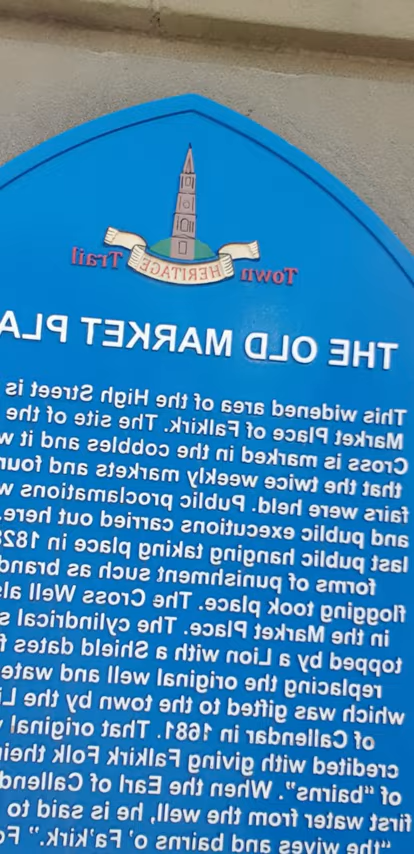 Town HERITAGE Trail
THE OLD MARKET PLA
This widened area of the High Street is
Market Place of Falkirk. The site of the
Cross is marked in the cobbles and it w
that the twice weekly markets and four
fairs were held. Public proclamations w
and public executions carried out here.
last public hanging taking place in 1828
forms of punishment such as brand
flogging took place. The Cross Well als
in the Market Place. The cylindrical s
topped by a Lion with a Shield dates f
replacing the original well and wate
which was gifted to the town by the Li
of Callendar in 1681. That original
credited with giving Falkirk Folk their
of “bairns”. When the Earl of Callend
first water from the well, he is said to
“the wives and bairns o’ Fa’kirk.” Fo